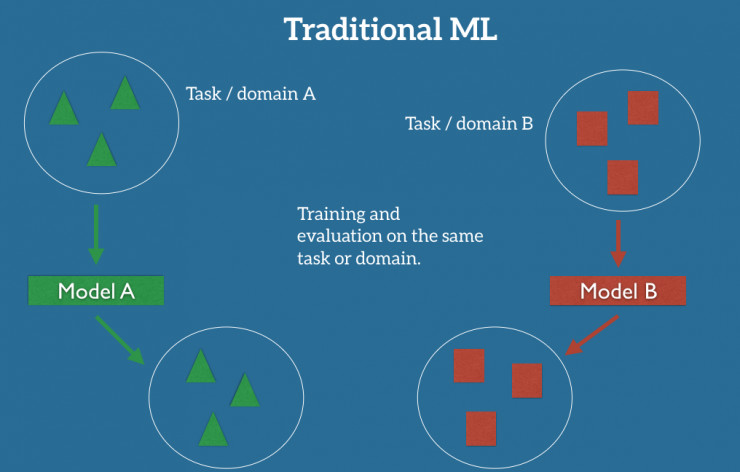 Traditional ML
Task / domain A
Task / domain B
Training and
evaluation on the same
task or domain.
Model A
Model B